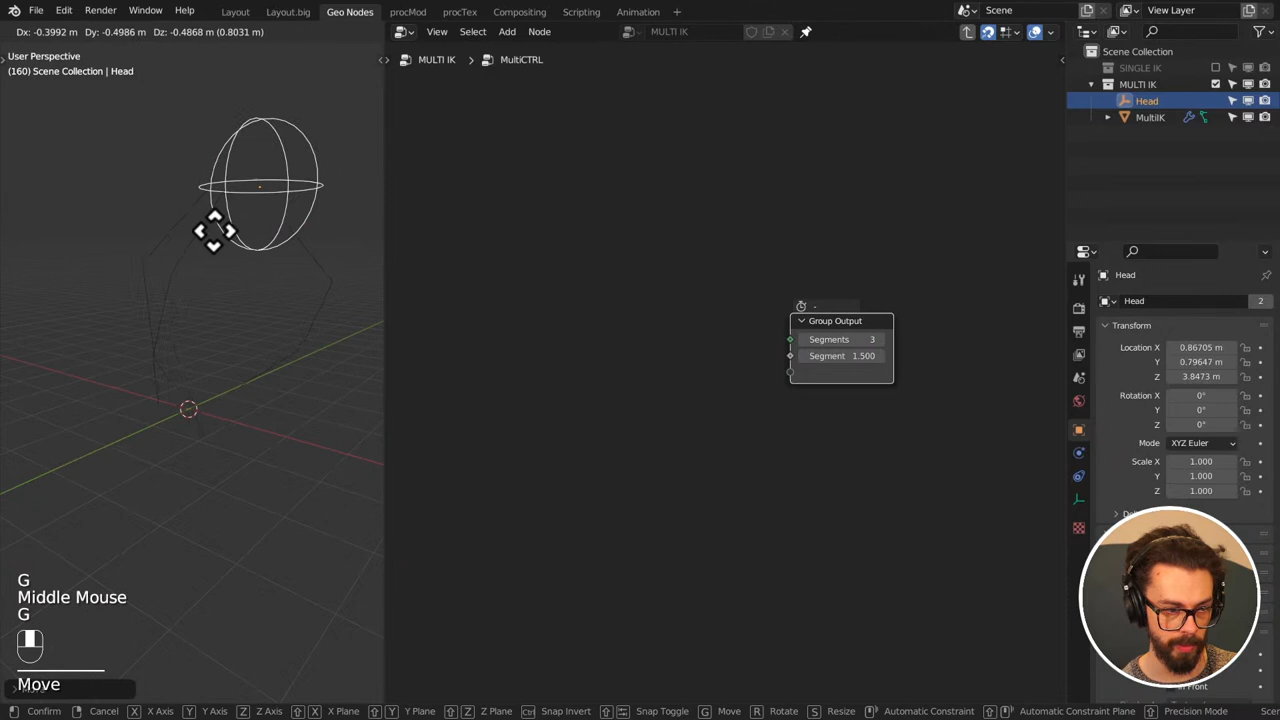 File Edit Render Window Help
Layout Layout.big Geo Nodes procMod procTex Compositing Scripting Animation +
Scene
View Layer
Dx: -0.3992 m Dy: -0.4986 m Dz: -0.4868 m (0.8031 m)
View Select Add Node
MULTI IK
User Perspective
(160) Scene Collection | Head
MULTI IK > MultiCTRL
Scene Collection
SINGLE IK
MULTI IK
Head
MultiIK
Group Output
Segments 3
Segment 1.500
Head
Head 2
Transform
Location X 0.86705 m
Y 0.79647 m
Z 3.8473 m
Rotation X 0°
Y 0°
Z 0°
Mode XYZ Euler
Scale X 1.000
Y 1.000
Z 1.000
G
Middle Mouse
G
Move
Confirm Cancel X X Axis Y Y Axis Z Z Axis X X Plane Y Y Plane Z Z Plane Ctrl Snap Invert Snap Toggle G Move R Rotate S Resize Automatic Constraint Automatic Constraint Plane Precision Mode